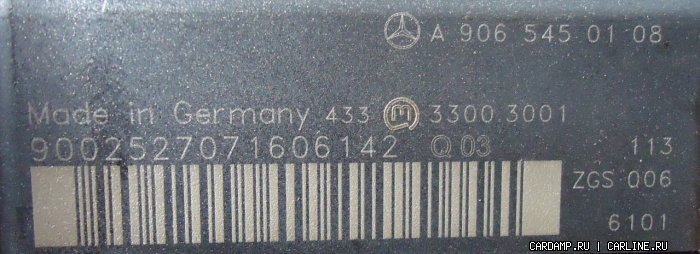 A 906 545 01 08
Made in Germany 433 3300.3001
9002527071606142 Q 03 113
ZGS 006
6101
CARDAMP.RU | CARLINE.RU